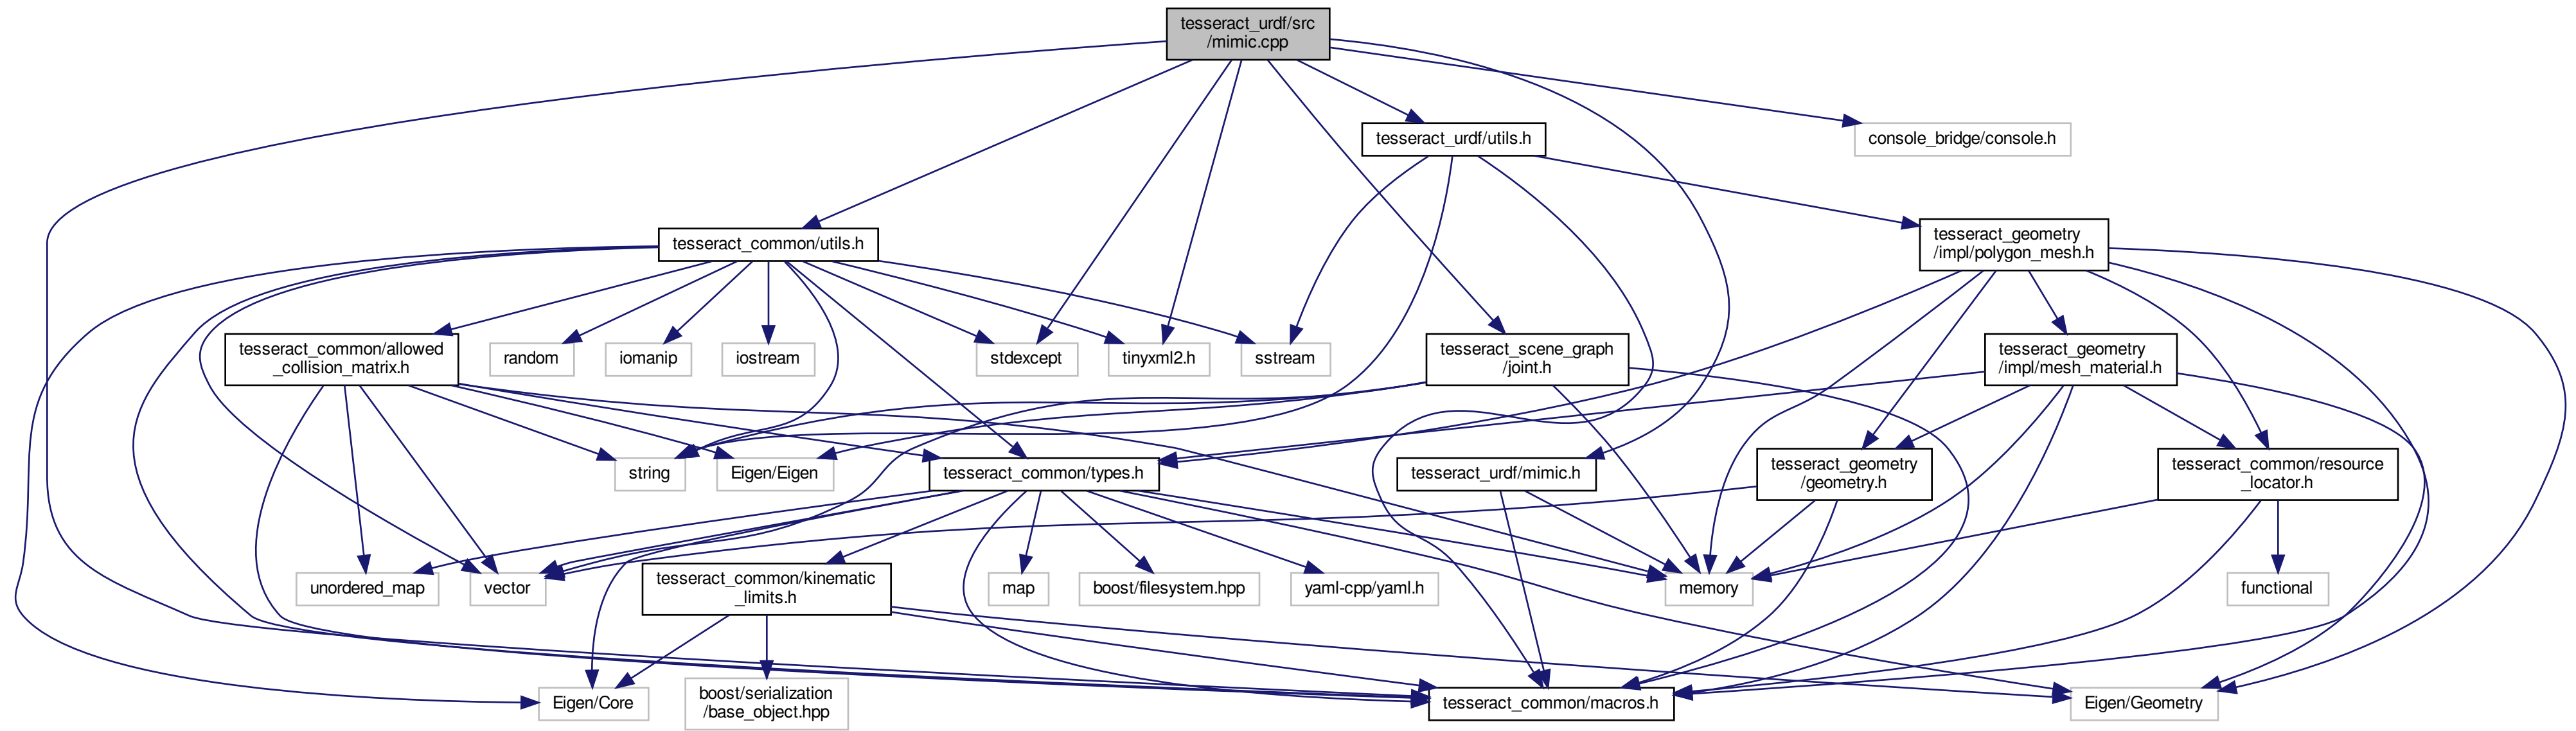 tesseract_urdf/src
/mimic.cpp
tesseract_urdf/utils.h
console_bridge/console.h
tesseract_common/utils.h
tesseract_geometry
/impl/polygon_mesh.h
tesseract_common/allowed
_collision_matrix.h
random
iomanip
iostream
stdexcept
tinyxml2.h
sstream
tesseract_scene_graph
/joint.h
tesseract_geometry
/impl/mesh_material.h
string
Eigen/Eigen
tesseract_common/types.h
tesseract_urdf/mimic.h
tesseract_geometry
/geometry.h
tesseract_common/resource
_locator.h
unordered_map
vector
tesseract_common/kinematic
_limits.h
map
boost/filesystem.hpp
yaml-cpp/yaml.h
memory
functional
Eigen/Core
boost/serialization
/base_object.hpp
tesseract_common/macros.h
Eigen/Geometry